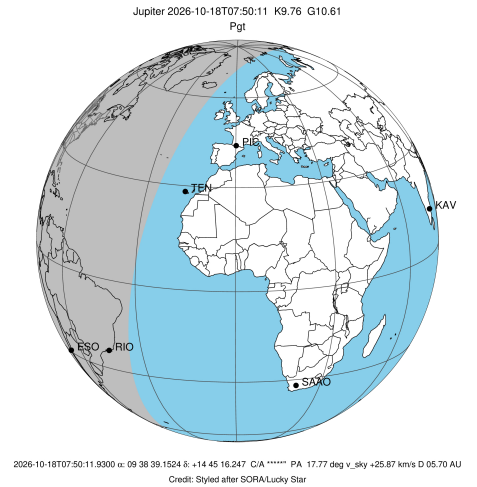 Jupiter 2026-10-18T07:50:11 K9.76 G10.61
Pgt
PIC
TEN
KAV
ESO
RIO
SAAO
2026-10-18T07:50:11.9300 α: 09 38 39.1524 δ: +14 45 16.247 C/A *****" PA 17.77 deg v_sky +25.87 km/s D 05.70 AU
Credit: Styled after SORA/Lucky Star